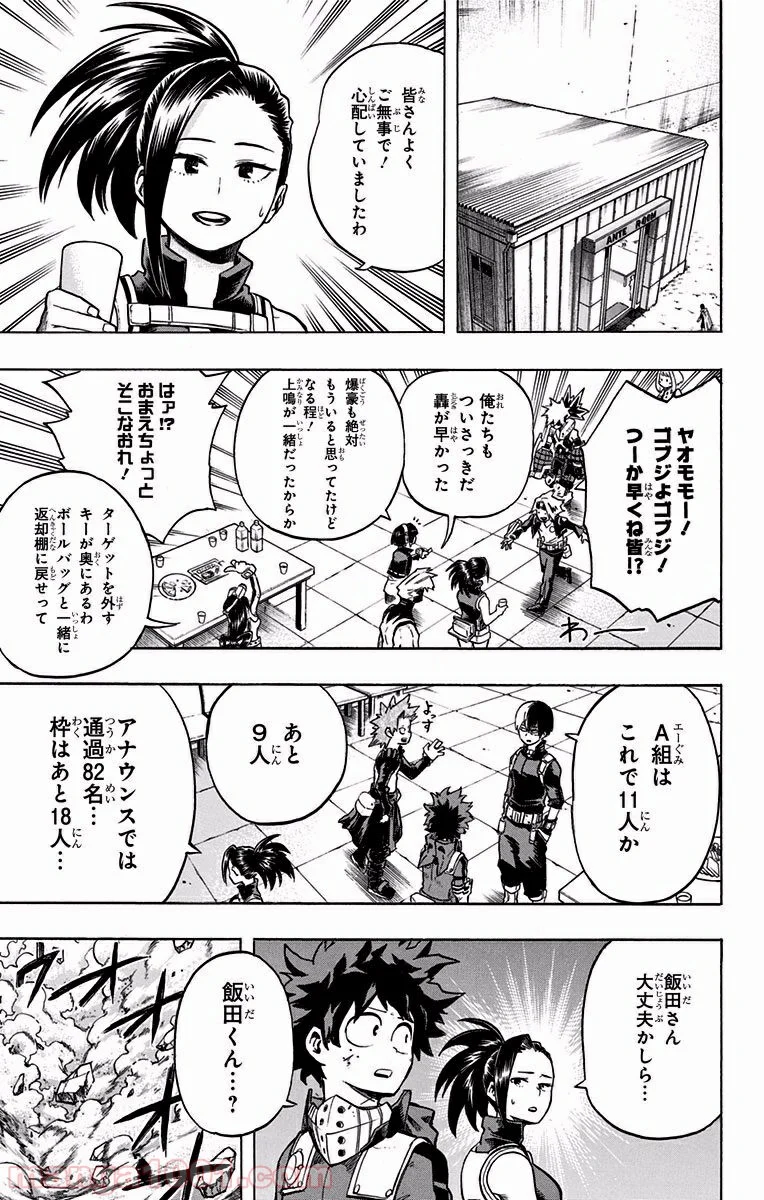 ANTE ROOM
皆さんよく
ご無事で!
心配していましたわ
ヤオモモー!
ゴブジよゴブジ!
つーか早くね皆!?
わー
俺たちも
ついさっきだ
轟が早かった
爆豪も絶対
もういると思ってたけど
なる程!
上鳴が一緒だったからか
はァ!?
おまえちょっと
そこなおれ!
ターゲットを外す
キーが奥にあるわ
ボールバッグと一緒に
返却棚に戻せって
A組は
これで11人か
よっす
あと
9人
アナウンスでは
通過82名…
枠はあと18人…
飯田さん
大丈夫かしら…
飯田くん…?
オオオオ